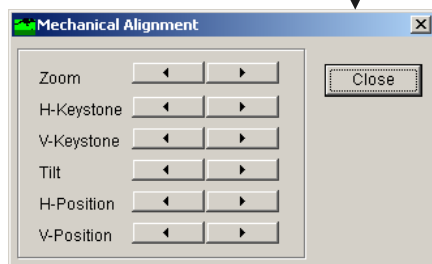 Mechanical Alignment
Zoom
Close
H-Keystone
V-Keystone
Tilt
H-Position
V-Position